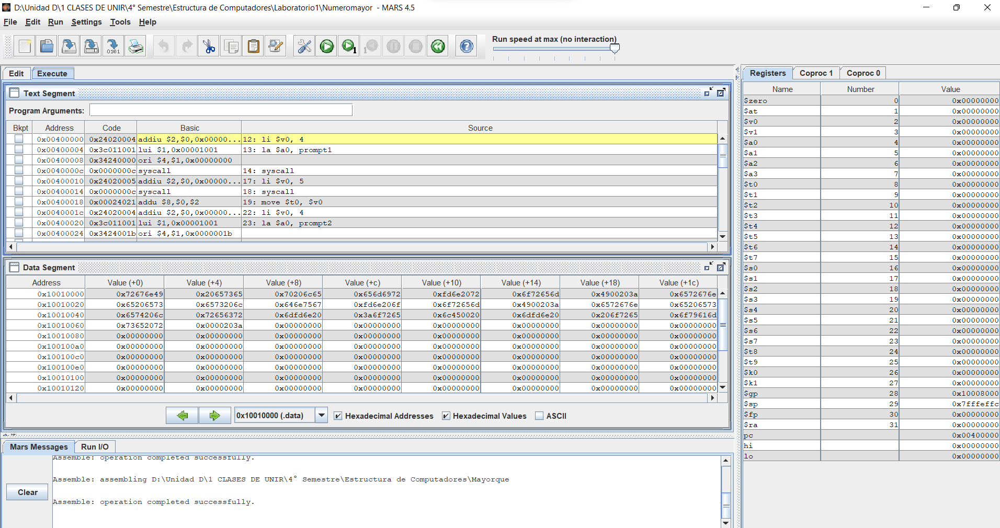 D:\Unidad D\1 CLASES DE UNIR\4° Semestre\Estructura de Computadores\Laboratorio1\Numeromayor - MARS 4.5
File Edit Run Settings Tools Help
Run speed at max (no interaction)
Edit Execute
Text Segment
Program Arguments:
Bkpt Address Code Basic Source
0x00400000 0x24020004 addiu $2,$0,0x00000... 12: li $v0, 4
0x00400004 0x3c011001 lui $1,0x00001001 13: la $a0, prompt1
0x00400008 0x34240000 ori $4,$1,0x00000000
0x0040000c 0x0000000c syscall 14: syscall
0x00400010 0x24020005 addiu $2,$0,0x00000... 17: li $v0, 5
0x00400014 0x0000000c syscall 18: syscall
0x00400018 0x00024021 addu $8,$0,$2 19: move $t0, $v0
0x0040001c 0x24020004 addiu $2,$0,0x00000... 22: li $v0, 4
0x00400020 0x3c011001 lui $1,0x00001001 23: la $a0, prompt2
0x00400024 0x3424001b ori $4,$1,0x0000001b
Data Segment
Address Value (+0) Value (+4) Value (+8) Value (+c) Value (+10) Value (+14) Value (+18) Value (+1c)
0x10010000 0x72676e49 0x20657365 0x70206c65 0x656d6972 0xfd6e2072 0x6f72656d 0x4900203a 0x6572676e
0x10010020 0x65206573 0x6573206c 0x646e7567 0xfd6e206f 0x6f72656d 0x4900203a 0x6572676e 0x65206573
0x10010040 0x6574206c 0x72656372 0x6dfd6e20 0x3a6f7265 0x6c450020 0x6dfd6e20 0x206f7265 0x6f79616d
0x10010060 0x73652072 0x0000203a 0x00000000 0x00000000 0x00000000 0x00000000 0x00000000 0x00000000
0x10010080 0x00000000 0x00000000 0x00000000 0x00000000 0x00000000 0x00000000 0x00000000 0x00000000
0x100100a0 0x00000000 0x00000000 0x00000000 0x00000000 0x00000000 0x00000000 0x00000000 0x00000000
0x100100c0 0x00000000 0x00000000 0x00000000 0x00000000 0x00000000 0x00000000 0x00000000 0x00000000
0x100100e0 0x00000000 0x00000000 0x00000000 0x00000000 0x00000000 0x00000000 0x00000000 0x00000000
0x10010100 0x00000000 0x00000000 0x00000000 0x00000000 0x00000000 0x00000000 0x00000000 0x00000000
0x10010120 0x00000000 0x00000000 0x00000000 0x00000000 0x00000000 0x00000000 0x00000000 0x00000000
0x10010000 (.data) Hexadecimal Addresses Hexadecimal Values ASCII
Mars Messages Run I/O
Assemble: operation completed successfully.
Assemble: assembling D:\Unidad D\1 CLASES DE UNIR\4° Semestre\Estructura de Computadores\Mayorque
Clear
Assemble: operation completed successfully.
Registers Coproc 1 Coproc 0
Name Number Value
$zero 0 0x00000000
$at 1 0x00000000
$v0 2 0x00000000
$v1 3 0x00000000
$a0 4 0x00000000
$a1 5 0x00000000
$a2 6 0x00000000
$a3 7 0x00000000
$t0 8 0x00000000
$t1 9 0x00000000
$t2 10 0x00000000
$t3 11 0x00000000
$t4 12 0x00000000
$t5 13 0x00000000
$t6 14 0x00000000
$t7 15 0x00000000
$s0 16 0x00000000
$s1 17 0x00000000
$s2 18 0x00000000
$s3 19 0x00000000
$s4 20 0x00000000
$s5 21 0x00000000
$s6 22 0x00000000
$s7 23 0x00000000
$t8 24 0x00000000
$t9 25 0x00000000
$k0 26 0x00000000
$k1 27 0x00000000
$gp 28 0x10008000
$sp 29 0x7fffeffc
$fp 30 0x00000000
$ra 31 0x00000000
pc 0x00400000
hi 0x00000000
lo 0x00000000